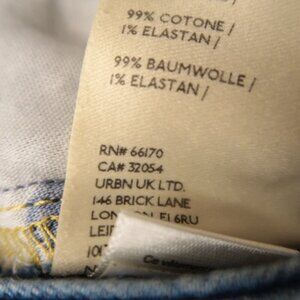 99% COTONE /
1% ELASTAN /
99% BAUMWOLLE /
1% ELASTAN /
RN# 66170
CA# 32054
URBN UK LTD.
146 BRICK LANE
LONDON E1 6RU